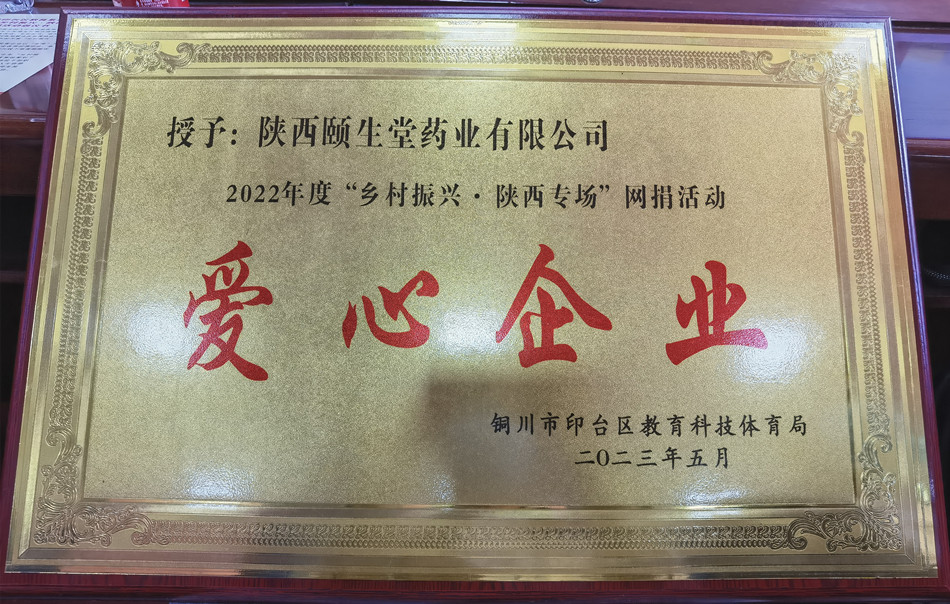 授予：陕西颐生堂药业有限公司
2022年度“乡村振兴·陕西专场”网捐活动
爱心企业
铜川市印台区教育科技体育局
二〇二三年五月